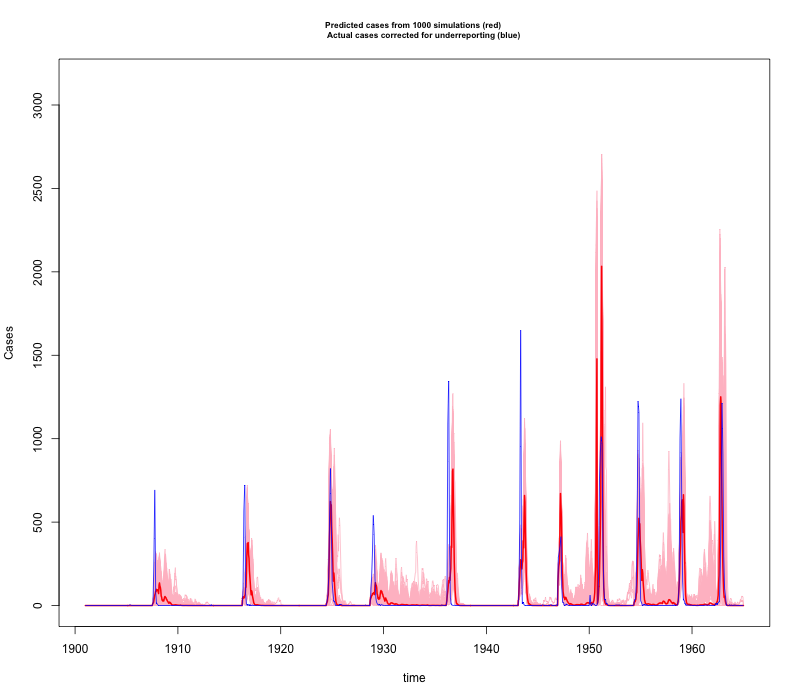 Predicted cases from 1000 simulations (red)
Actual cases corrected for underreporting (blue)
3000
2500
2000
1500
1000
500
0
Cases
1900 1910 1920 1930 1940 1950 1960
time